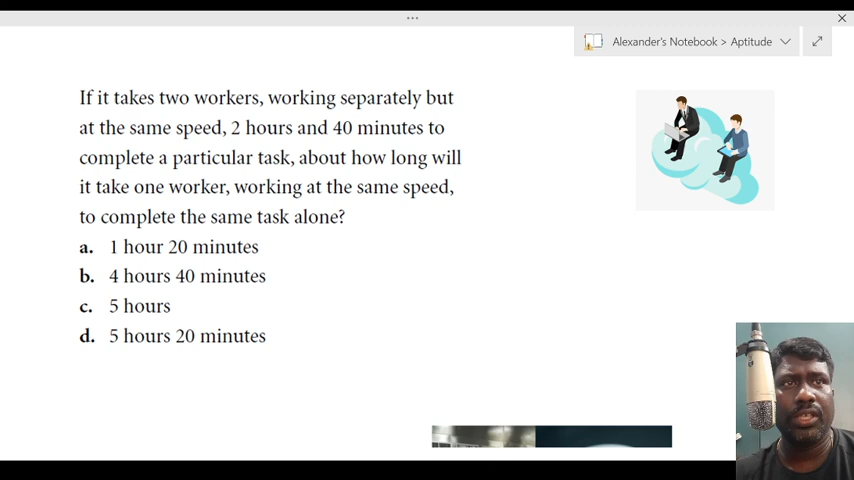 Alexander's Notebook > Aptitude
If it takes two workers, working separately but
at the same speed, 2 hours and 40 minutes to
complete a particular task, about how long will
it take one worker, working at the same speed,
to complete the same task alone?
a. 1 hour 20 minutes
b. 4 hours 40 minutes
c. 5 hours
d. 5 hours 20 minutes